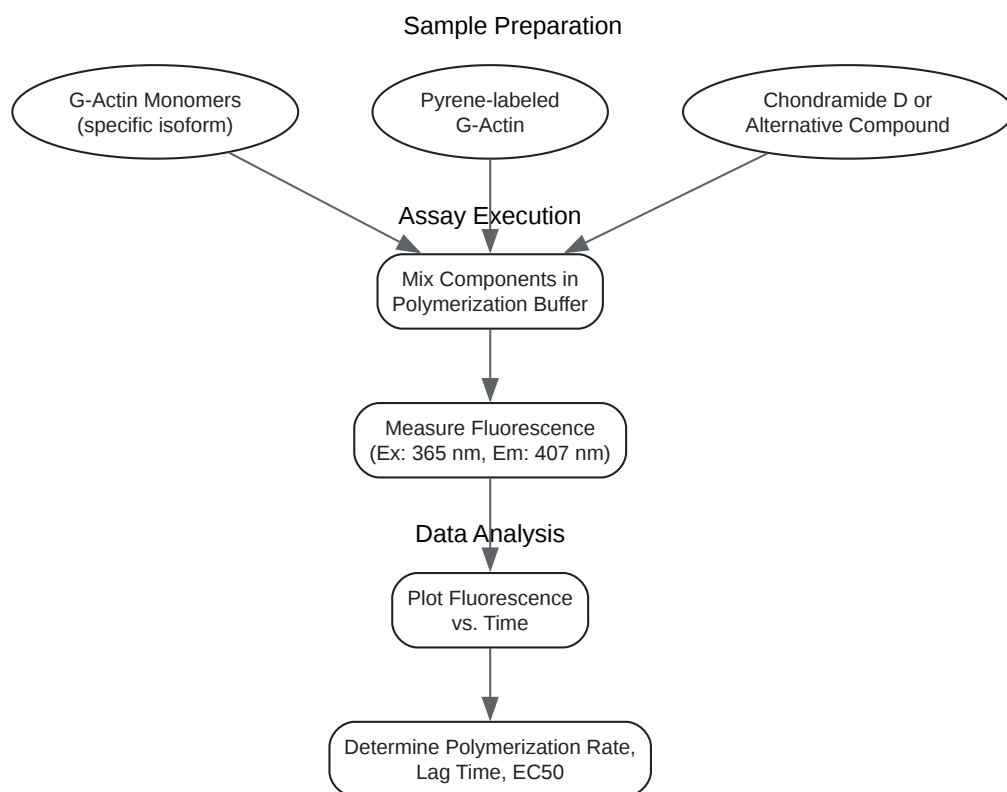 Sample Preparation
G-Actin Monomers
(specific isoform)
Pyrene-labeled
G-Actin
Chondramide D or
Alternative Compound
Assay Execution
Mix Components in
Polymerization Buffer
Measure Fluorescence
(Ex: 365 nm, Em: 407 nm)
Data Analysis
Plot Fluorescence
vs. Time
Determine Polymerization Rate,
Lag Time, EC50